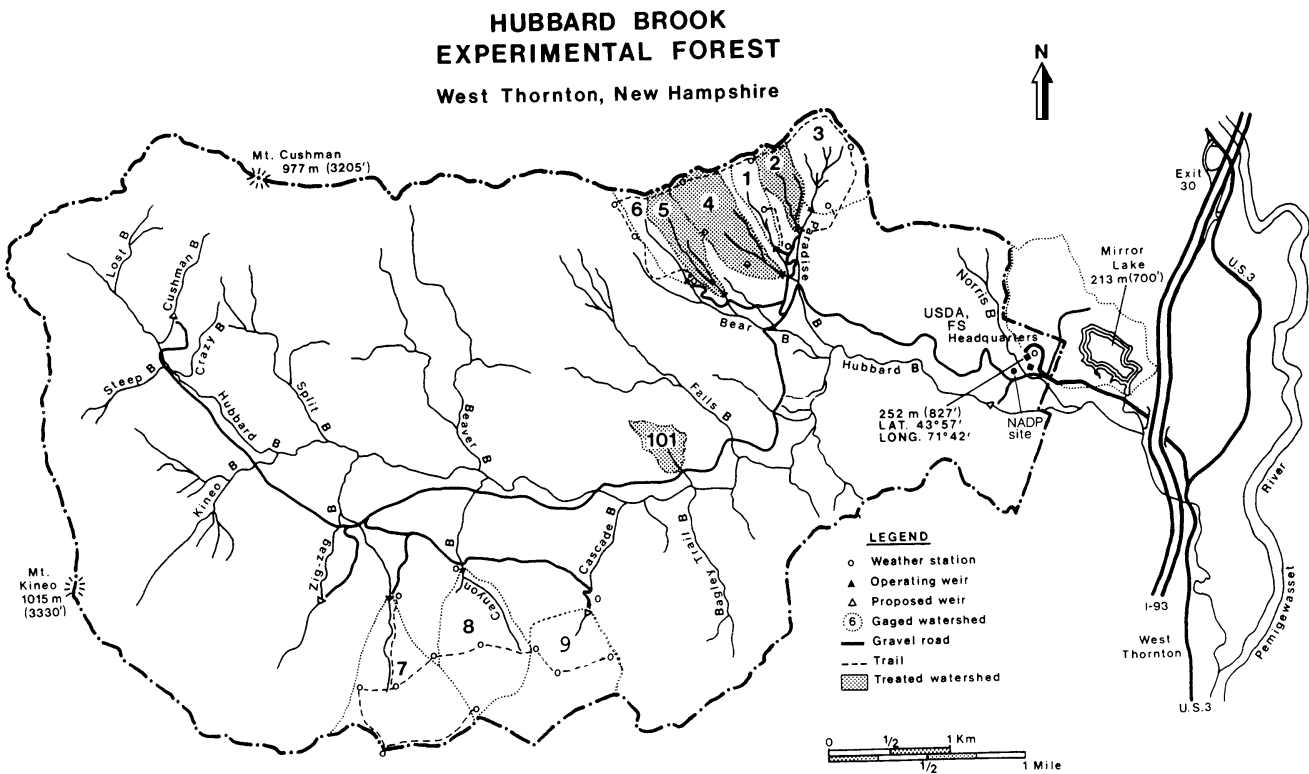 HUBBARD BROOK
EXPERIMENTAL FOREST
West Thornton, New Hampshire
N
Mt. Cushman
977 m (3205')
Exit
30
U.S.3
Mirror
Lake
213 m(700')
3
2
1
4
5
6
Paradise
B
Lost B
Cushman B
Crazy B
Steep B
Hubbard
B
Split
B
Beaver
B
Bear
B
Falls B
Hubbard B
Norris B
USDA,
FS
Headquarters
252 m (827')
LAT. 43°57'
LONG. 71°42'
NADP
site
101
Kineo
B
Zig-zag
B
Canyon
B
Cascade B
Bagley Trail B
7
8
9
Mt.
Kineo
1015 m
(3330')
LEGEND
Weather station
Operating weir
Proposed weir
6 Gaged watershed
Gravel road
Trail
Treated watershed
0 1/2 1 Km
1/2 1 Mile
I-93
West
Thornton
U.S.3
Pemigewasset
River